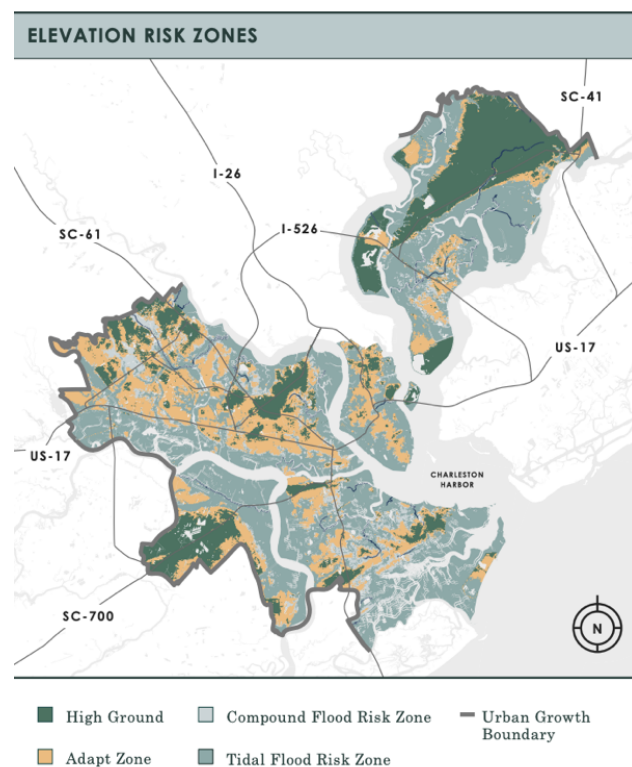 ELEVATION RISK ZONES
SC-41
I-26
SC-61
I-526
US-17
US-17
CHARLESTON
HARBOR
SC-700
N
High Ground
Compound Flood Risk Zone
Urban Growth
Boundary
Adapt Zone
Tidal Flood Risk Zone